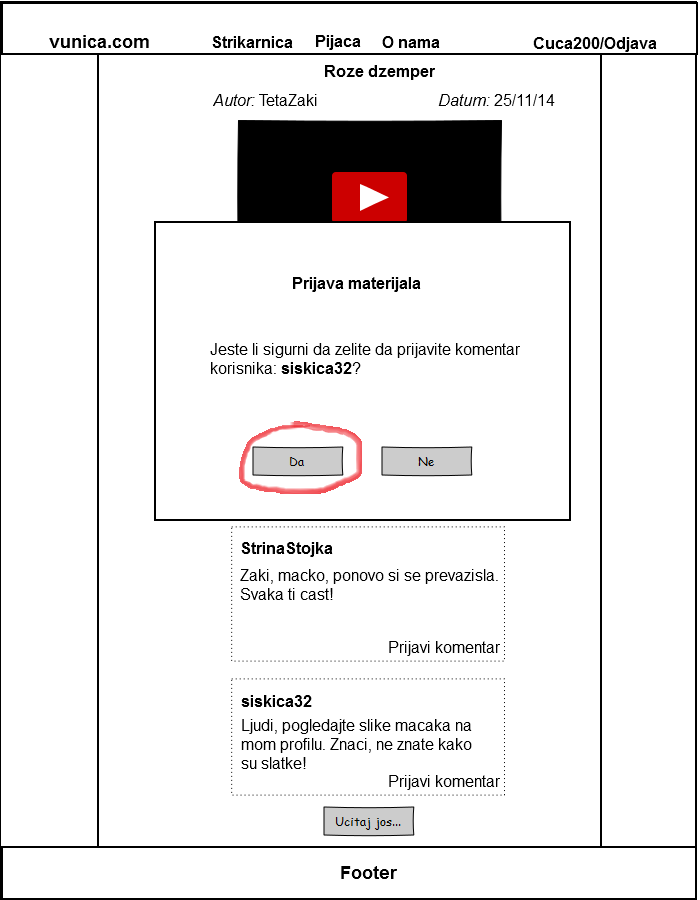 vunica.com Strikarnica Pijaca O nama Cuca200/Odjava
Roze dzemper
Autor: TetaZaki Datum: 25/11/14
Prijava materijala
Jeste li sigurni da zelite da prijavite komentar
korisnika: siskica32?
Da Ne
StrinaStojka
Zaki, macko, ponovo si se prevazisla.
Svaka ti cast!
Prijavi komentar
siskica32
Ljudi, pogledajte slike macaka na
mom profilu. Znaci, ne znate kako
su slatke!
Prijavi komentar
Ucitaj jos...
Footer